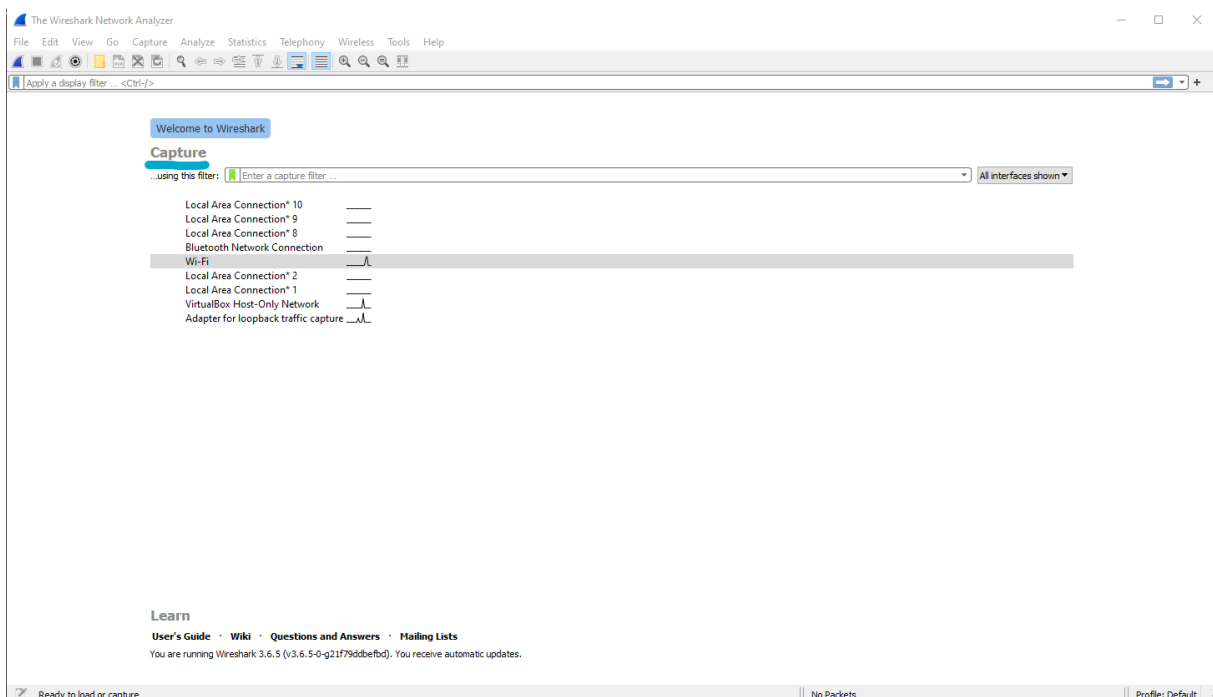 The Wireshark Network Analyzer
File Edit View Go Capture Analyze Statistics Telephony Wireless Tools Help
Apply a display filter ... <Ctrl-/>
Welcome to Wireshark
Capture
...using this filter: Enter a capture filter ... All interfaces shown
Local Area Connection* 10
Local Area Connection* 9
Local Area Connection* 8
Bluetooth Network Connection
Wi-Fi
Local Area Connection* 2
Local Area Connection* 1
VirtualBox Host-Only Network
Adapter for loopback traffic capture
Learn
User's Guide · Wiki · Questions and Answers · Mailing Lists
You are running Wireshark 3.6.5 (v3.6.5-0-g21f79ddbefbd). You receive automatic updates.
Ready to load or capture No Packets Profile: Default